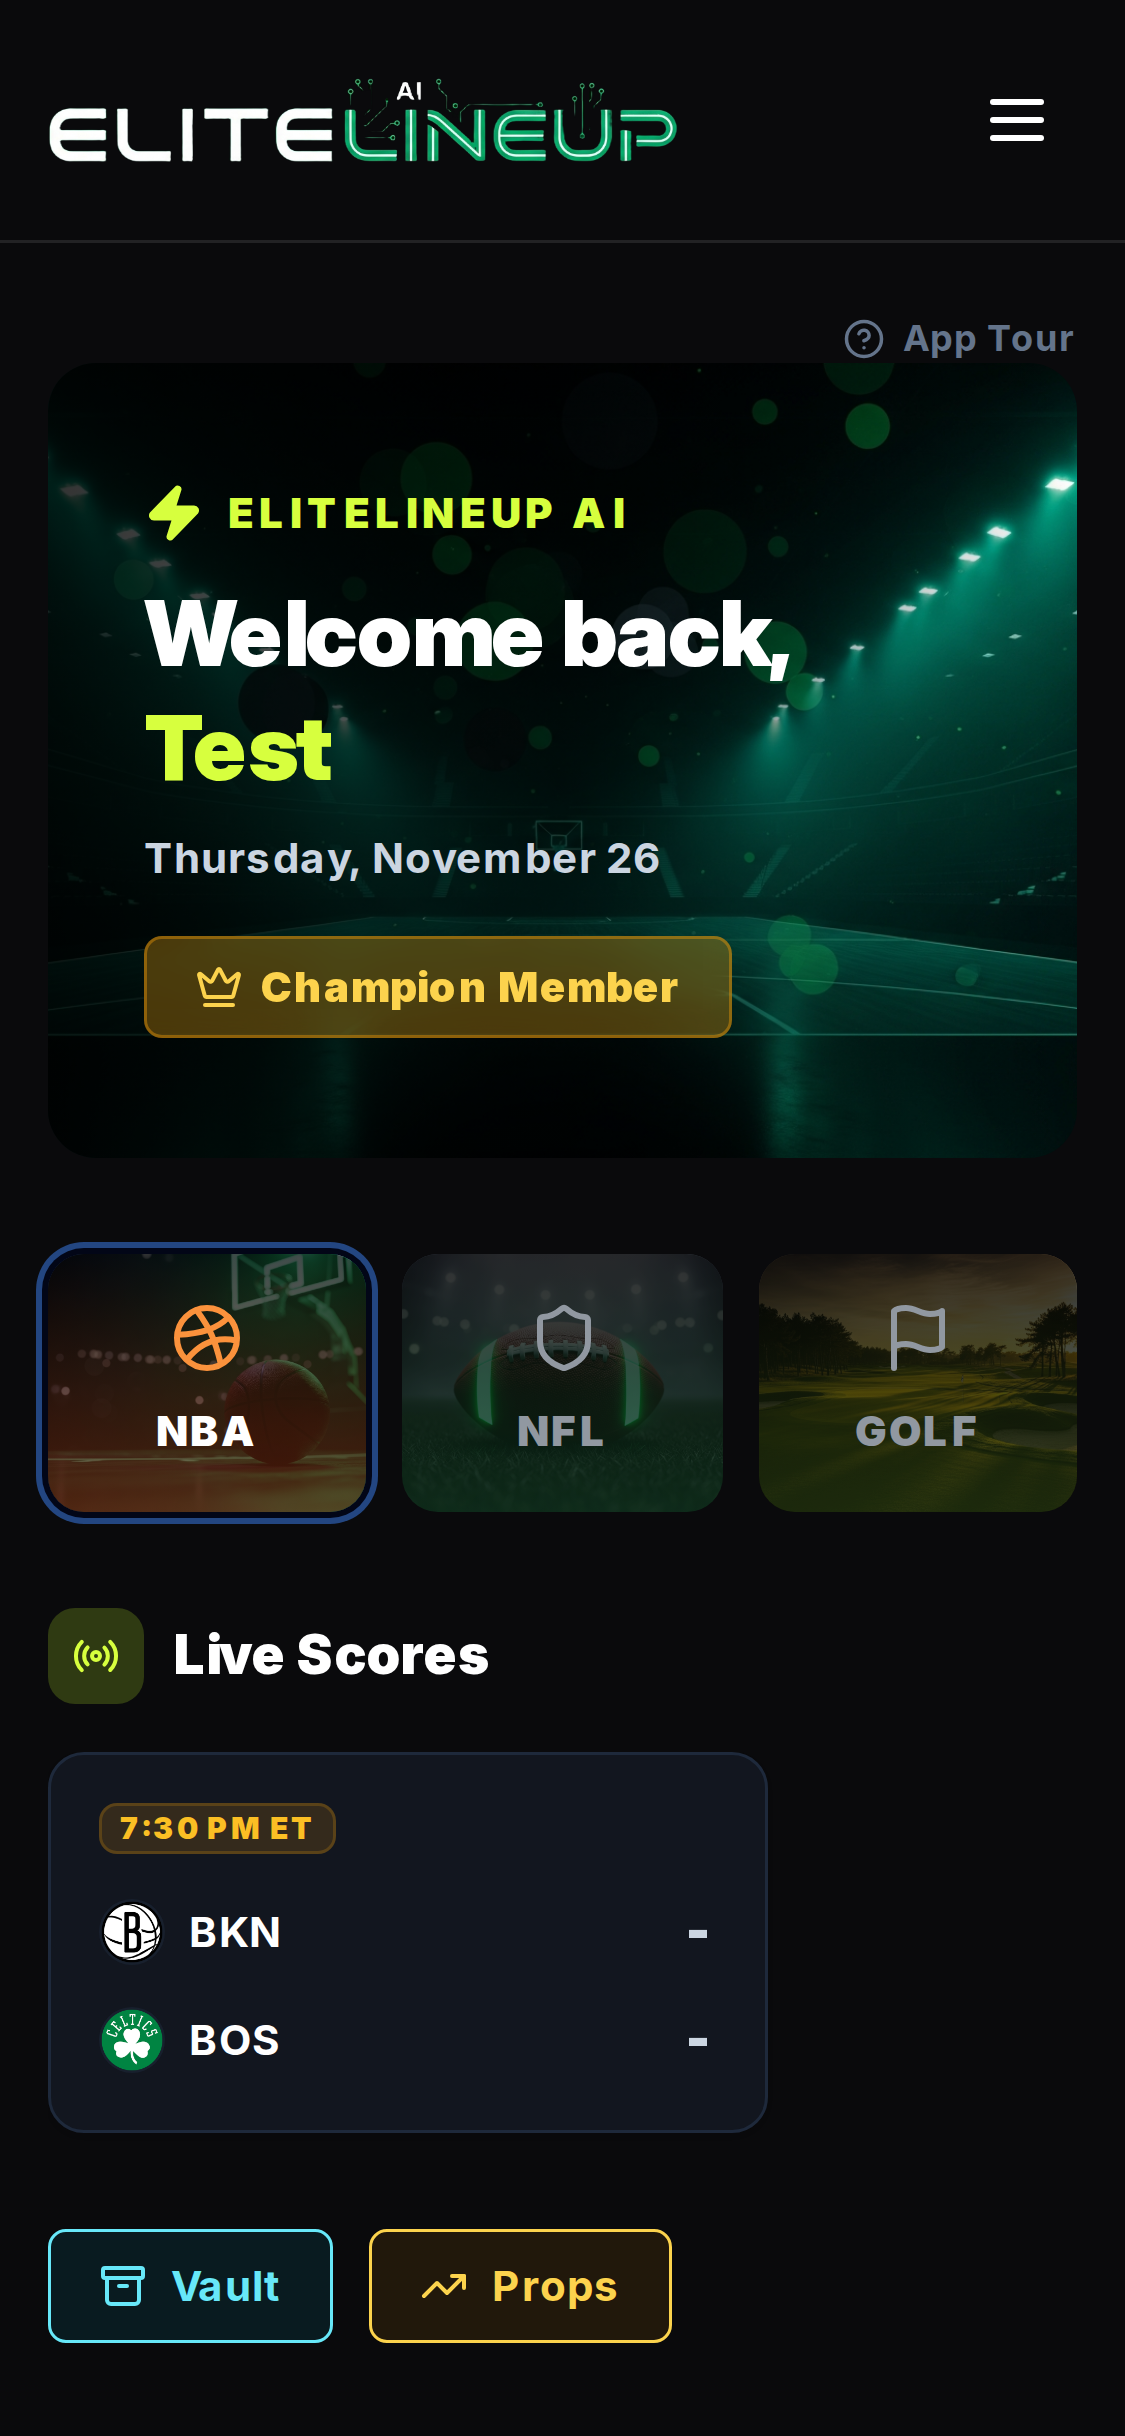 ELITELINEUP AI
App Tour
ELITELINEUP AI
Welcome back,
Test
Thursday, November 26
Champion Member
NBA
NFL
GOLF
Live Scores
7:30 PM ET
B
BKN
-
CELTICS
BOS
-
Vault
Props